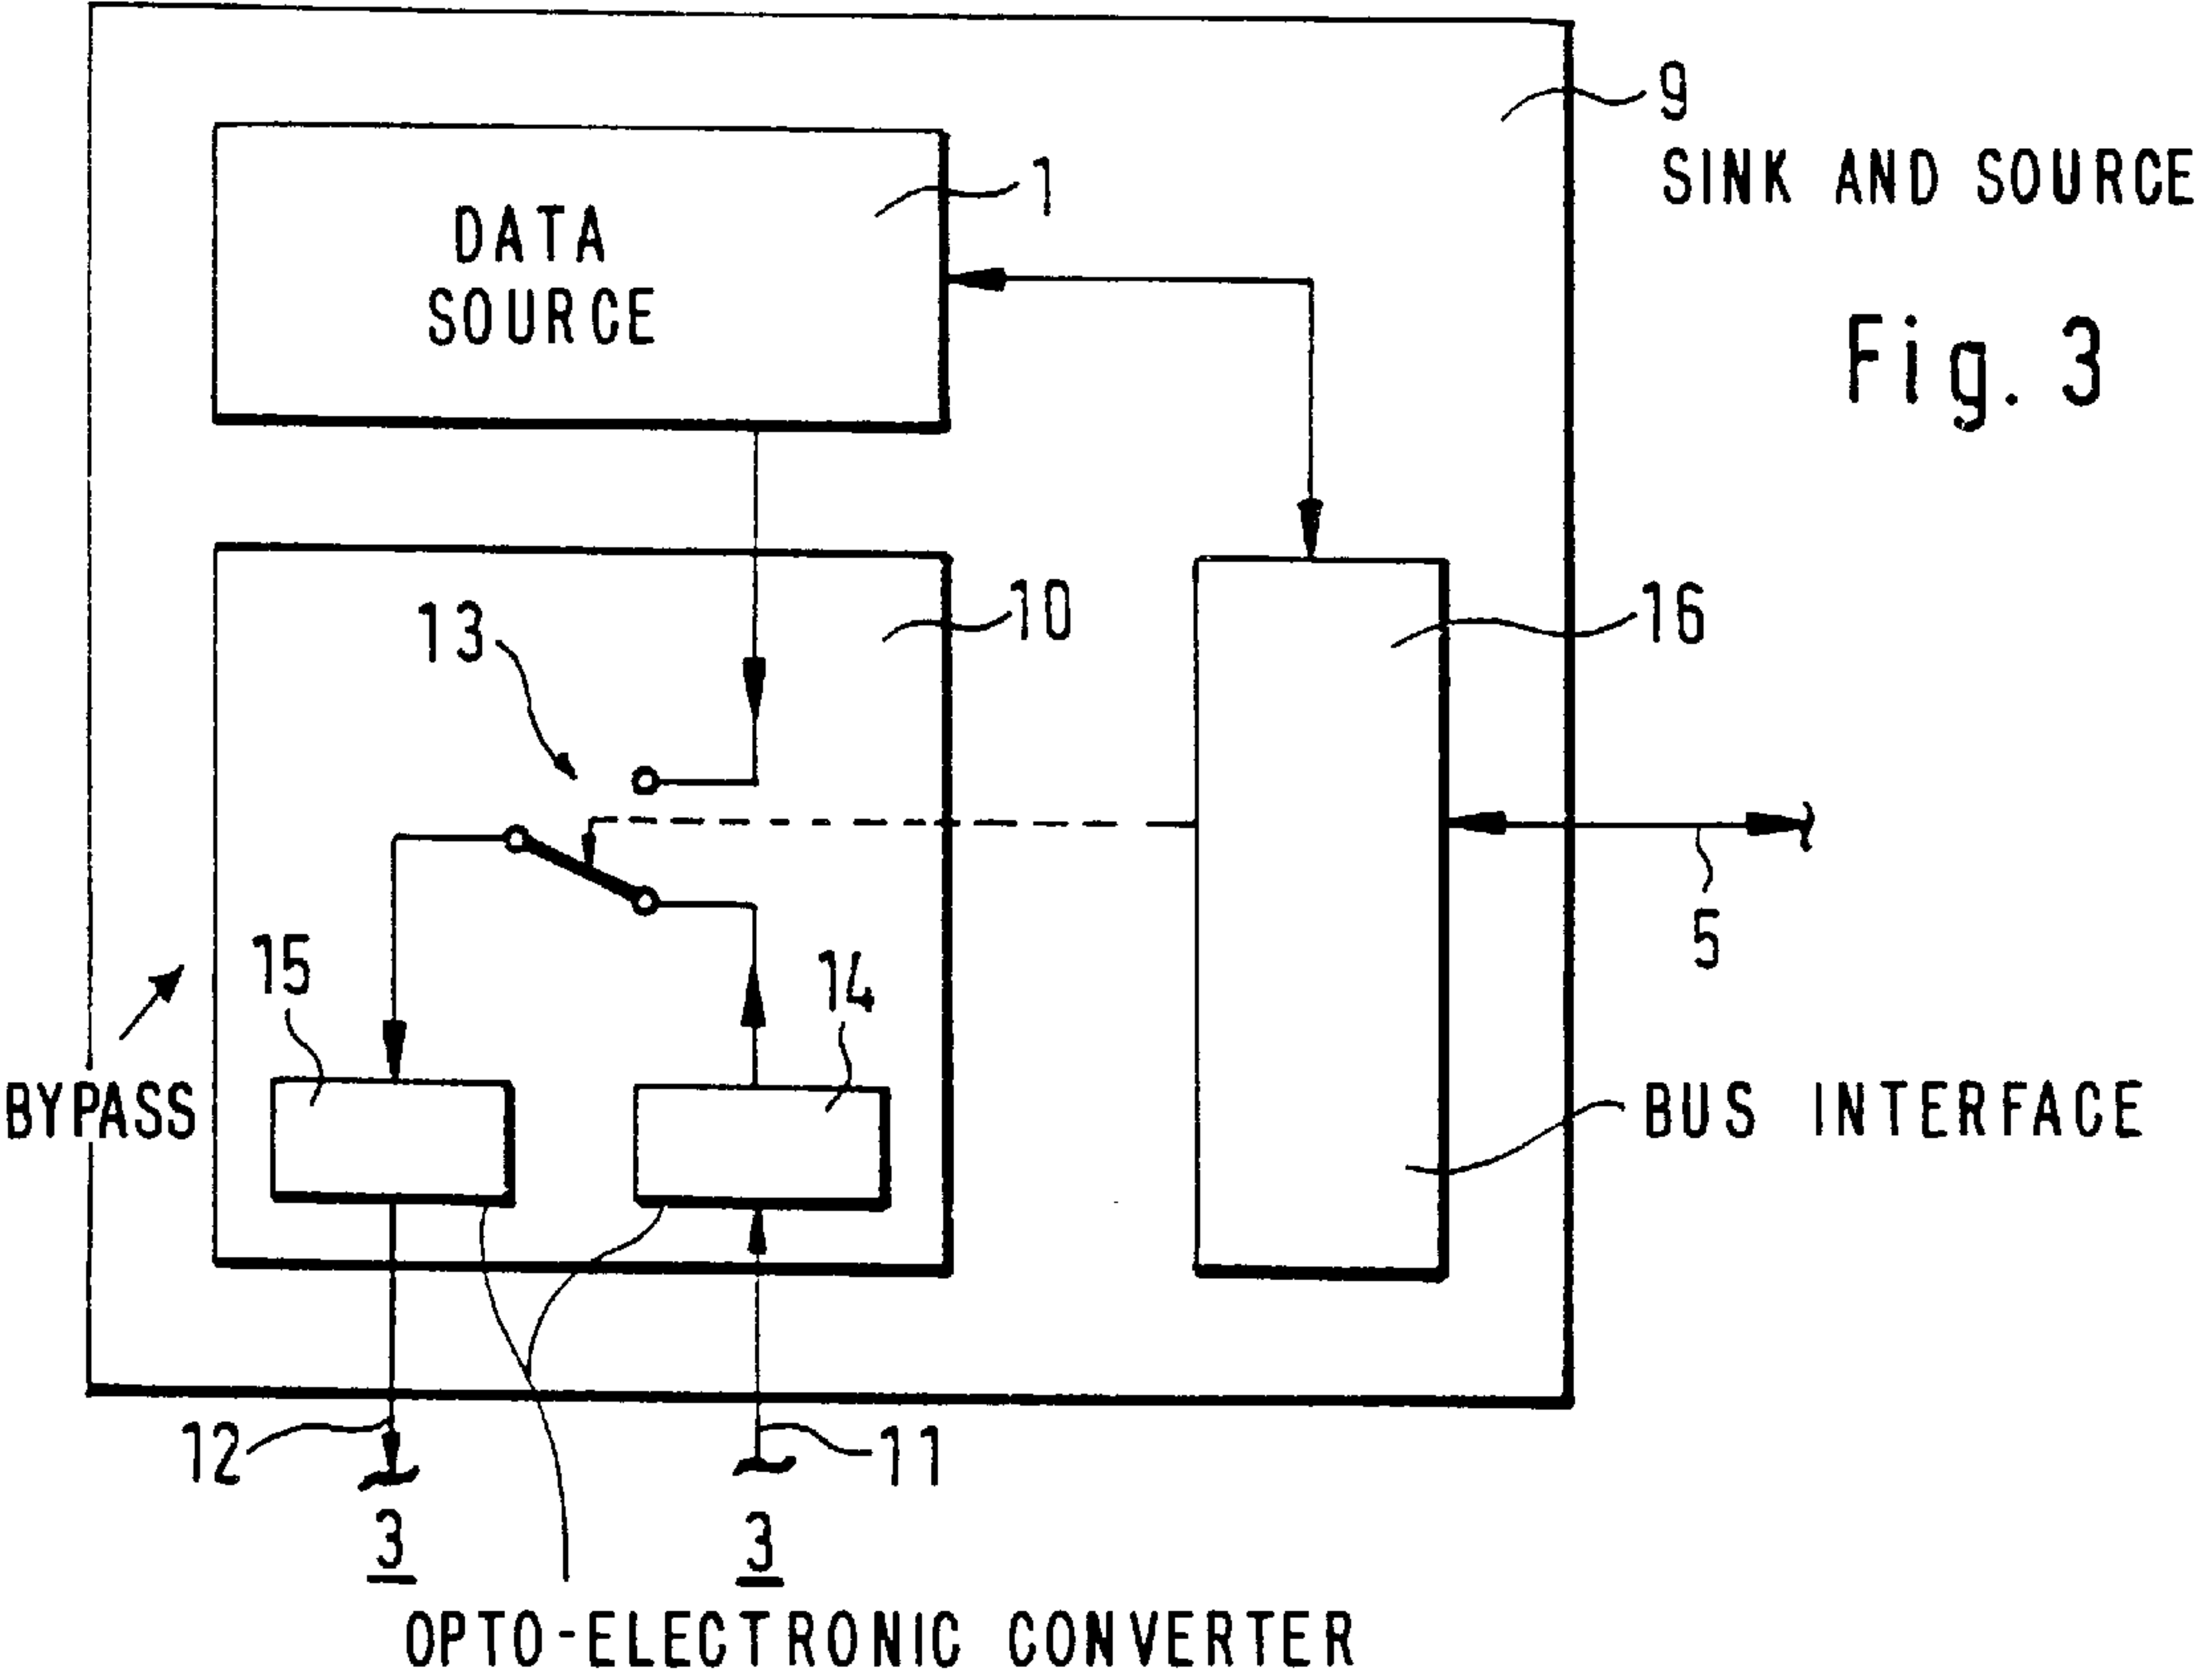 9
SINK AND SOURCE
1
DATA
SOURCE
Fig. 3
13
10
16
5
15
14
BYPASS
BUS INTERFACE
12
11
3
3
OPTO-ELECTRONIC CONVERTER